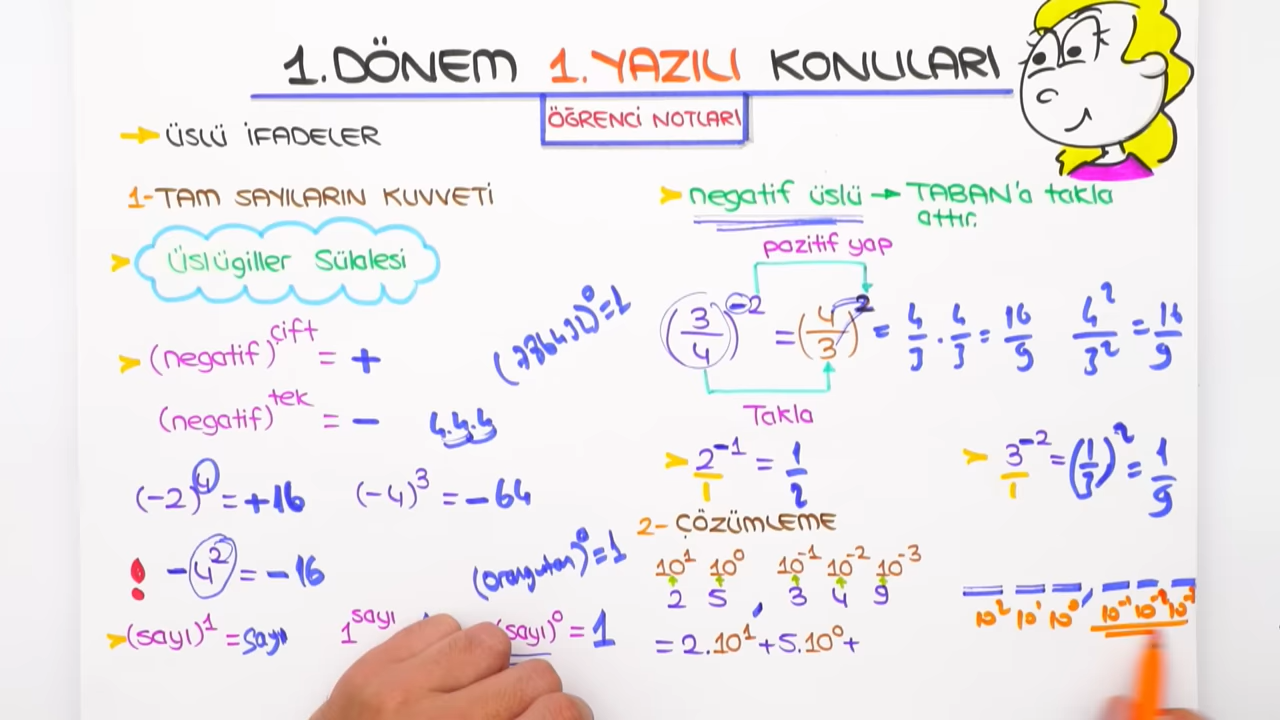 1.DÖNEM 1.YAZILI KONULARI
ÖĞRENCİ NOTLARI
→ ÜSLÜ İFADELER
1-TAM SAYILARIN KUVVETİ
➤ Üslügiller Sülalesi
➤ (negatif)^çift = +
(negatif)^tek = -
4.4.4
(-2)^4 = +16
(-4)^3 = -64
! -4^2 = -16
(orangutan)^0 = 1
➤ (sayı)^1 = sayı
1^sayı
(sayı)^0 = 1
➤ negatif üslü → TABAN'a takla
attır.
pozitif yap
(3/4)^-2 = (4/3)^2 = 4/3 . 4/3 = 16/9
4^2/3^2 = 16/9
Takla
➤ 2^-1 = 1/2
1
➤ 3^-2 = (1/3)^2 = 1/9
1
2- ÇÖZÜMLEME
10^1 10^0 10^-1 10^-2 10^-3
2 5 , 3 4 9
= 2.10^1 + 5.10^0 +
10^2 10^1 10^0 , 10^-1 10^-2 10^-3